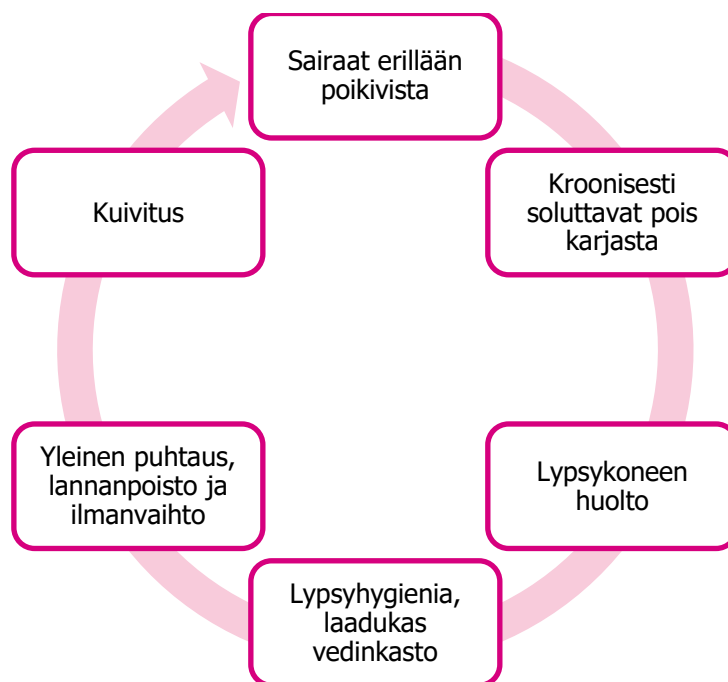 Sairaat erillään
poikivista
Kroonisesti
soluttavat pois
karjasta
Lypsykoneen
huolto
Lypsyhygienia,
laadukas
vedinkasto
Yleinen puhtaus,
lannanpoisto ja
ilmanvaihto
Kuivitus